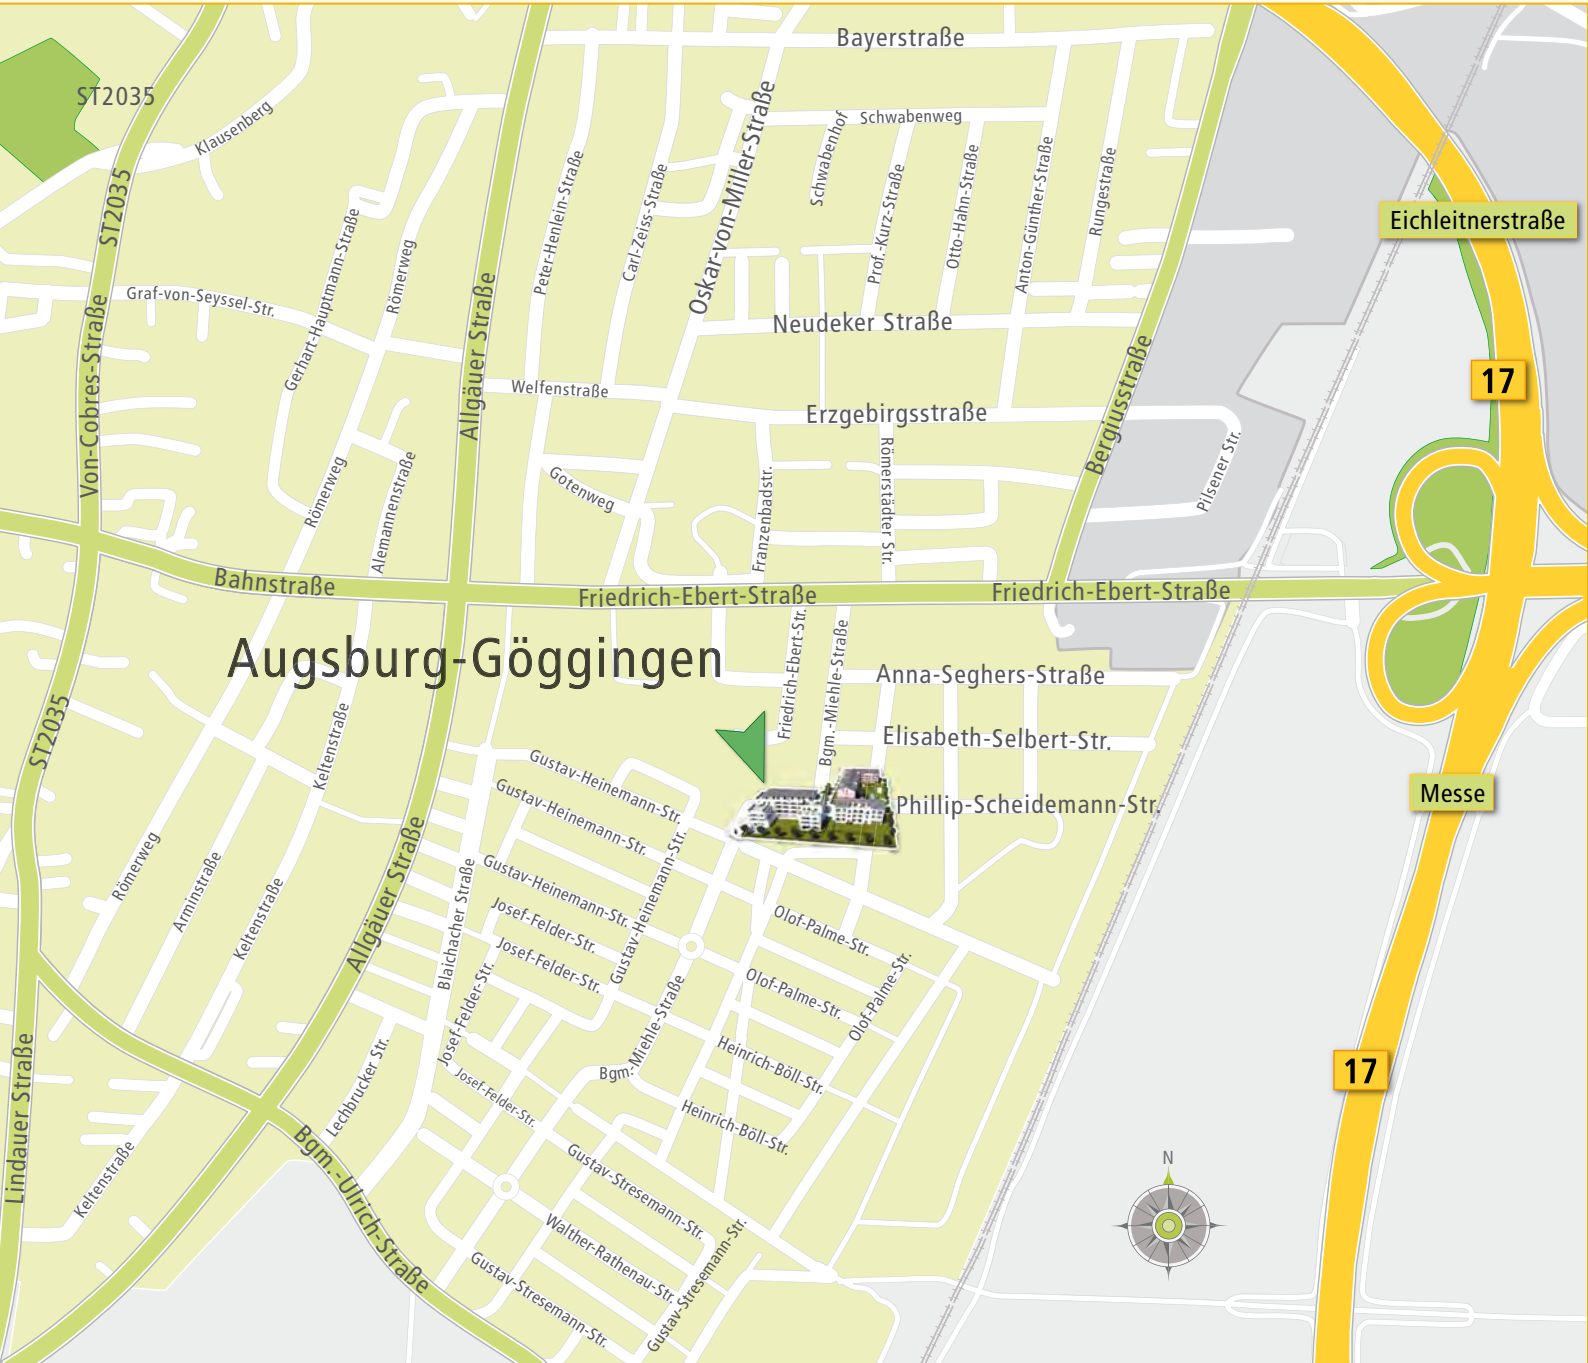 Bayerstraße
ST2035
Klausenberg
Schwabenweg
Schwabenhof
Oskar-von-Miller-Straße
Peter-Henlein-Straße
Carl-Zeiss-Straße
Prof.-Kurz-Straße
Otto-Hahn-Straße
Anton-Günther-Straße
Rungestraße
ST2035
Eichleitnerstraße
Gerhart-Hauptmann-Straße
Römerweg
Graf-von-Seyssel-Str.
Allgäuer Straße
Neudeker Straße
Von-Cobres-Straße
Welfenstraße
Erzgebirgsstraße
Bergiusstraße
17
Pilsener Str.
Römerweg
Alemannenstraße
Gotenweg
Franzenbadstr.
Römerstädter Str.
Bahnstraße
Friedrich-Ebert-Straße
Friedrich-Ebert-Straße
Augsburg-Göggingen
Friedrich-Ebert-Str.
Bgm.-Miehle-Straße
Anna-Seghers-Straße
ST2035
Keltenstraße
Elisabeth-Selbert-Str.
Gustav-Heinemann-Str.
Gustav-Heinemann-Str.
Phillip-Scheidemann-Str.
Messe
Römerweg
Arminstraße
Keltenstraße
Allgäuer Straße
Blaichacher Straße
Gustav-Heinemann-Str.
Gustav-Heinemann-Str.
Josef-Felder-Str.
Josef-Felder-Str.
Josef-Felder-Str.
Olof-Palme-Str.
Olof-Palme-Str.
Olof-Palme-Str.
Bgm.-Miehle-Straße
Lindauer Straße
Lechbrucker Str.
Josef-Felder-Str.
Heinrich-Böll-Str.
Heinrich-Böll-Str.
17
Keltenstraße
Bgm.-Ulrich-Straße
Gustav-Stresemann-Str.
Walther-Rathenau-Str.
Gustav-Stresemann-Str.
Gustav-Stresemann-Str.
N